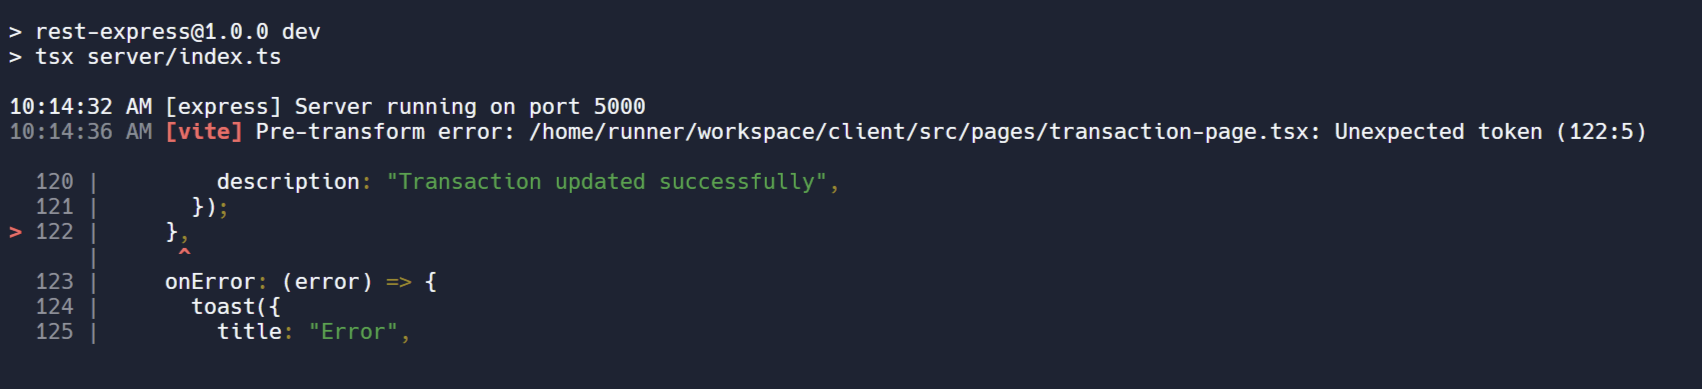 > rest-express@1.0.0 dev
> tsx server/index.ts
10:14:32 AM [express] Server running on port 5000
10:14:36 AM [vite] Pre-transform error: /home/runner/workspace/client/src/pages/transaction-page.tsx: Unexpected token (122:5)
  120 |         description: "Transaction updated successfully",
  121 |       });
> 122 |     },
      |      ^
  123 |     onError: (error) => {
  124 |       toast({
  125 |         title: "Error",